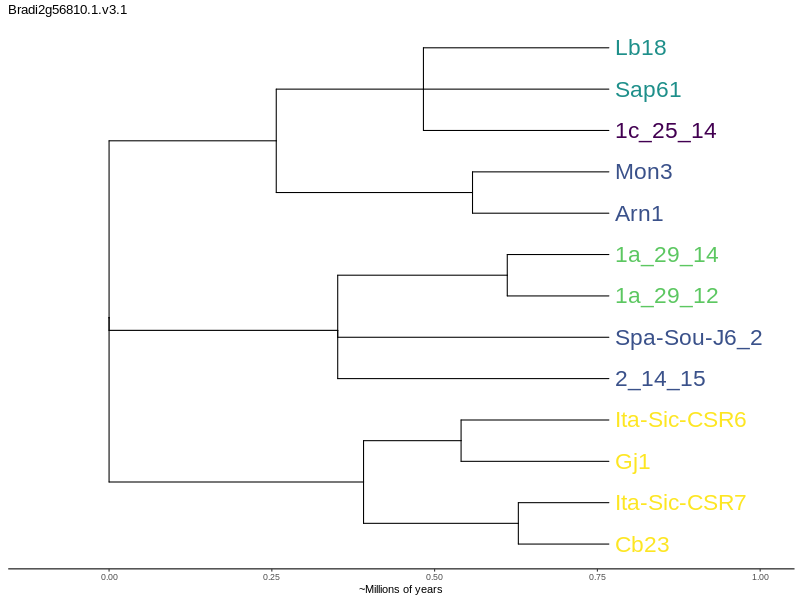 Bradi2g56810.1.v3.1
Lb18
Sap61
1c_25_14
Mon3
Arn1
1a_29_14
1a_29_12
Spa-Sou-J6_2
2_14_15
Ita-Sic-CSR6
Gj1
Ita-Sic-CSR7
Cb23
0.00 0.25 0.50 0.75 1.00
~Millions of years